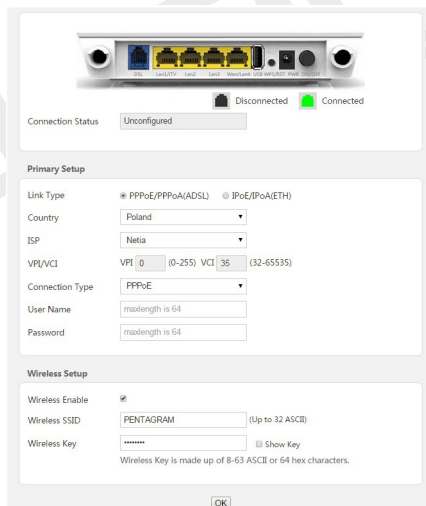 DSL Lan1/ITV Lan2 Lan3 Wan/Lan4 USB WPS/RST PWR ON/OFF
Disconnected Connected
Connection Status Unconfigured
Primary Setup
Link Type PPPoE/PPPoA(ADSL) IPoE/IPoA(ETH)
Country Poland
ISP Netia
VPI/VCI VPI 0 (0-255) VCI 35 (32-65535)
Connection Type PPPoE
User Name maxlength is 64
Password maxlength is 64
Wireless Setup
Wireless Enable
Wireless SSID PENTAGRAM (Up to 32 ASCII)
Wireless Key •••••••• Show Key
Wireless Key is made up of 8-63 ASCII or 64 hex characters.
OK